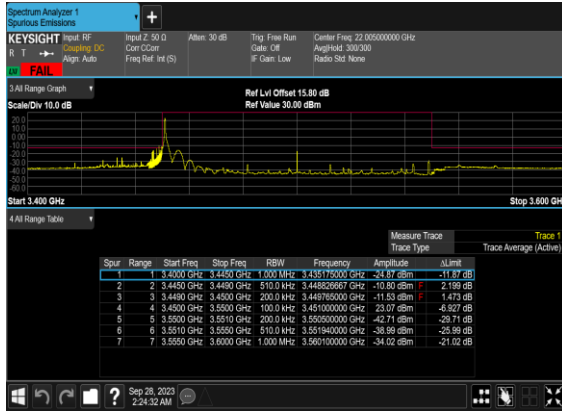 Spectrum Analyzer 1
Spurious Emissions
+
KEYSIGHT Input: RF Input Z: 50 Ω Atten: 30 dB Trig: Free Run Center Freq: 22.005000000 GHz
R T Coupling: DC Corr CCorr Gate: Off Avg|Hold: 300/300
Align: Auto Freq Ref: Int (S) IF Gain: Low Radio Std: None
LU FAIL
3 All Range Graph
Ref Lvl Offset 15.80 dB
Scale/Div 10.0 dB Ref Value 30.00 dBm
20.0
10.0
0.00
-10.0
-20.0
-30.0
-40.0
-50.0
-60.0
Start 3.400 GHz Stop 3.600 GH
4 All Range Table
Measure Trace Trace 1
Trace Type Trace Average (Active)
Spur Range Start Freq Stop Freq RBW Frequency Amplitude ΔLimit
1 1 3.4000 GHz 3.4450 GHz 1.000 MHz 3.435175000 GHz -24.87 dBm -11.87 dB
2 2 3.4450 GHz 3.4490 GHz 510.0 kHz 3.448826667 GHz -10.80 dBm F 2.199 dB
3 3 3.4490 GHz 3.4500 GHz 200.0 kHz 3.449765000 GHz -11.53 dBm F 1.473 dB
4 4 3.4500 GHz 3.5500 GHz 100.0 kHz 3.451000000 GHz 23.07 dBm -6.927 dB
5 5 3.5500 GHz 3.5510 GHz 200.0 kHz 3.550500000 GHz -42.71 dBm -29.71 dB
6 6 3.5510 GHz 3.5550 GHz 510.0 kHz 3.551940000 GHz -38.99 dBm -25.99 dB
7 7 3.5550 GHz 3.6000 GHz 1.000 MHz 3.560100000 GHz -34.02 dBm -21.02 dB
? Sep 28, 2023
2:24:32 AM